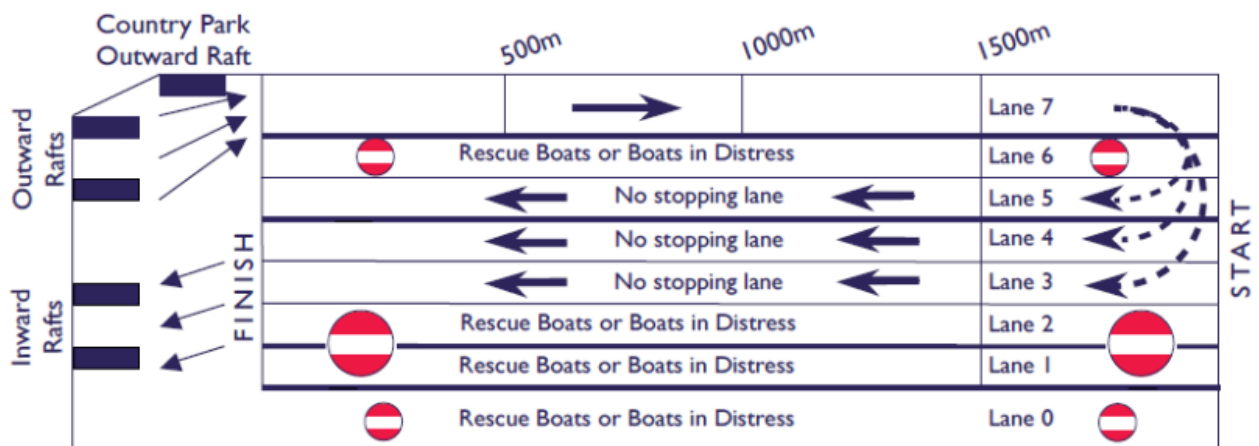 Country Park
Outward Raft
500m
1000m
1500m
Outward
Rafts
Lane 7
Rescue Boats or Boats in Distress
Lane 6
No stopping lane
Lane 5
No stopping lane
Lane 4
No stopping lane
Lane 3
Rescue Boats or Boats in Distress
Lane 2
Rescue Boats or Boats in Distress
Lane 1
Rescue Boats or Boats in Distress
Lane 0
Inward
Rafts
FINISH
START